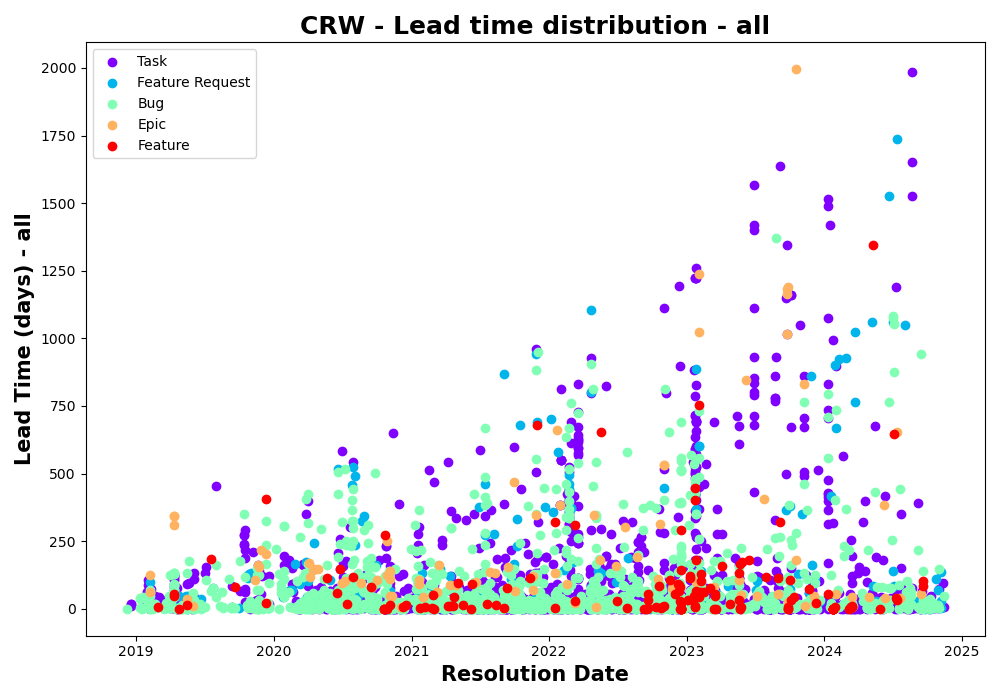 CRW - Lead time distribution - all
Task
Feature Request
Bug
Epic
Feature
Lead Time (days) - all
2000
1750
1500
1250
1000
750
500
250
0
2019
2020
2021
2022
2023
2024
2025
Resolution Date